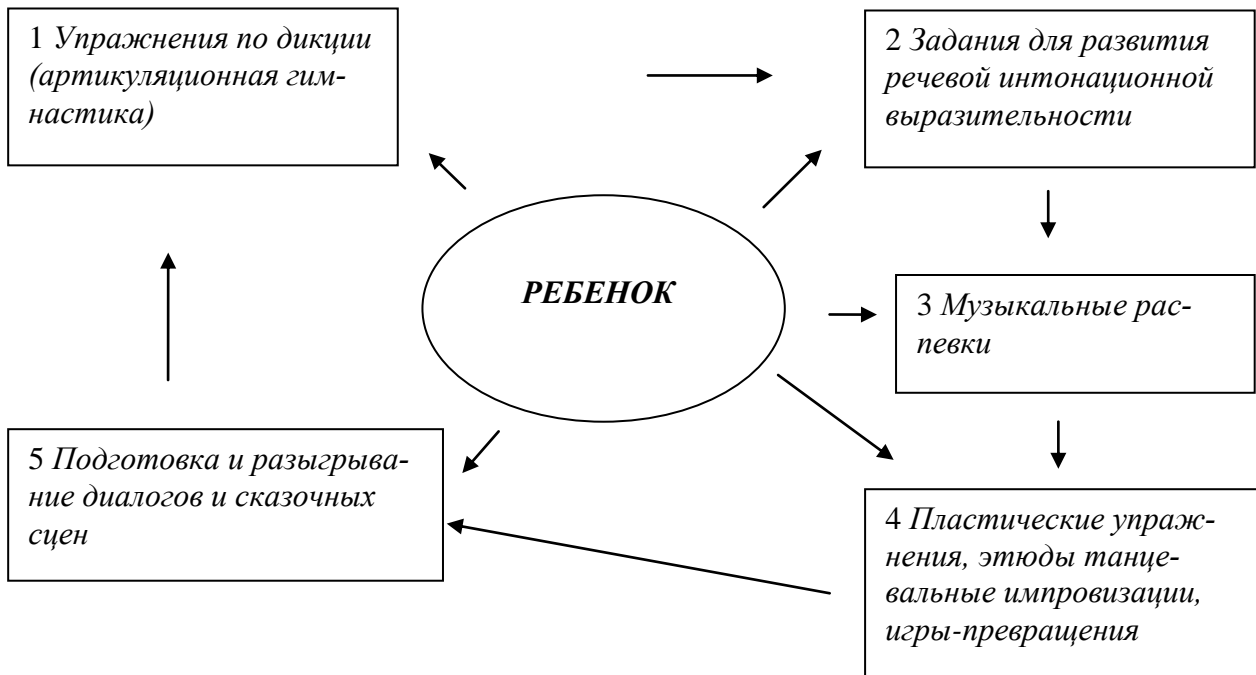 1 Упражнения по дикции
(артикуляционная гим-
настика)
2 Задания для развития
речевой интонационной
выразительности
РЕБЕНОК
3 Музыкальные рас-
певки
5 Подготовка и разыгрыва-
ние диалогов и сказочных
сцен
4 Пластические упраж-
нения, этюды танце-
вальные импровизации,
игры-превращения